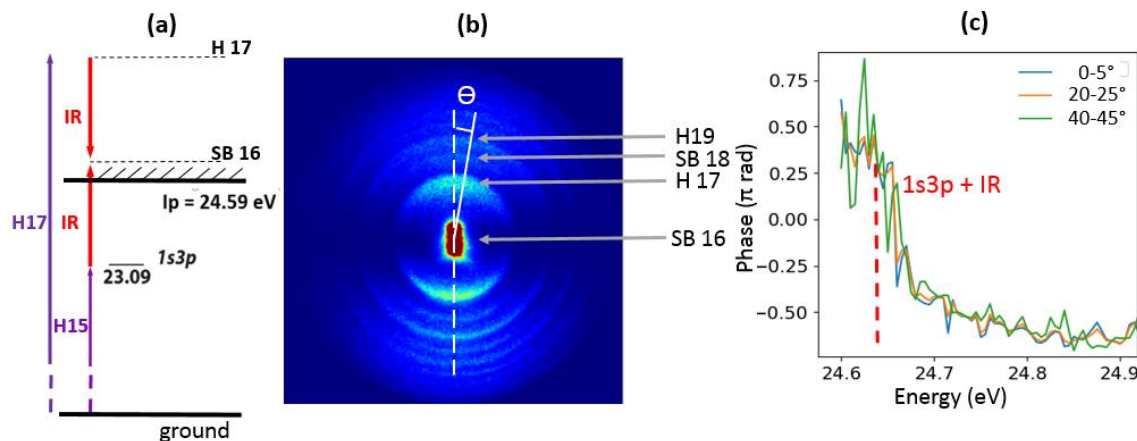 (a)
H 17
IR
SB 16
Ip = 24.59 eV
H17
IR
1s3p
23.09
H15
ground
(b)
Ѳ
H19
SB 18
H 17
SB 16
(c)
0.75
0.50
0.25
0.00
−0.25
−0.50
Phase (π rad)
0-5°
20-25°
40-45°
1s3p + IR
24.6
24.7
24.8
24.9
Energy (eV)